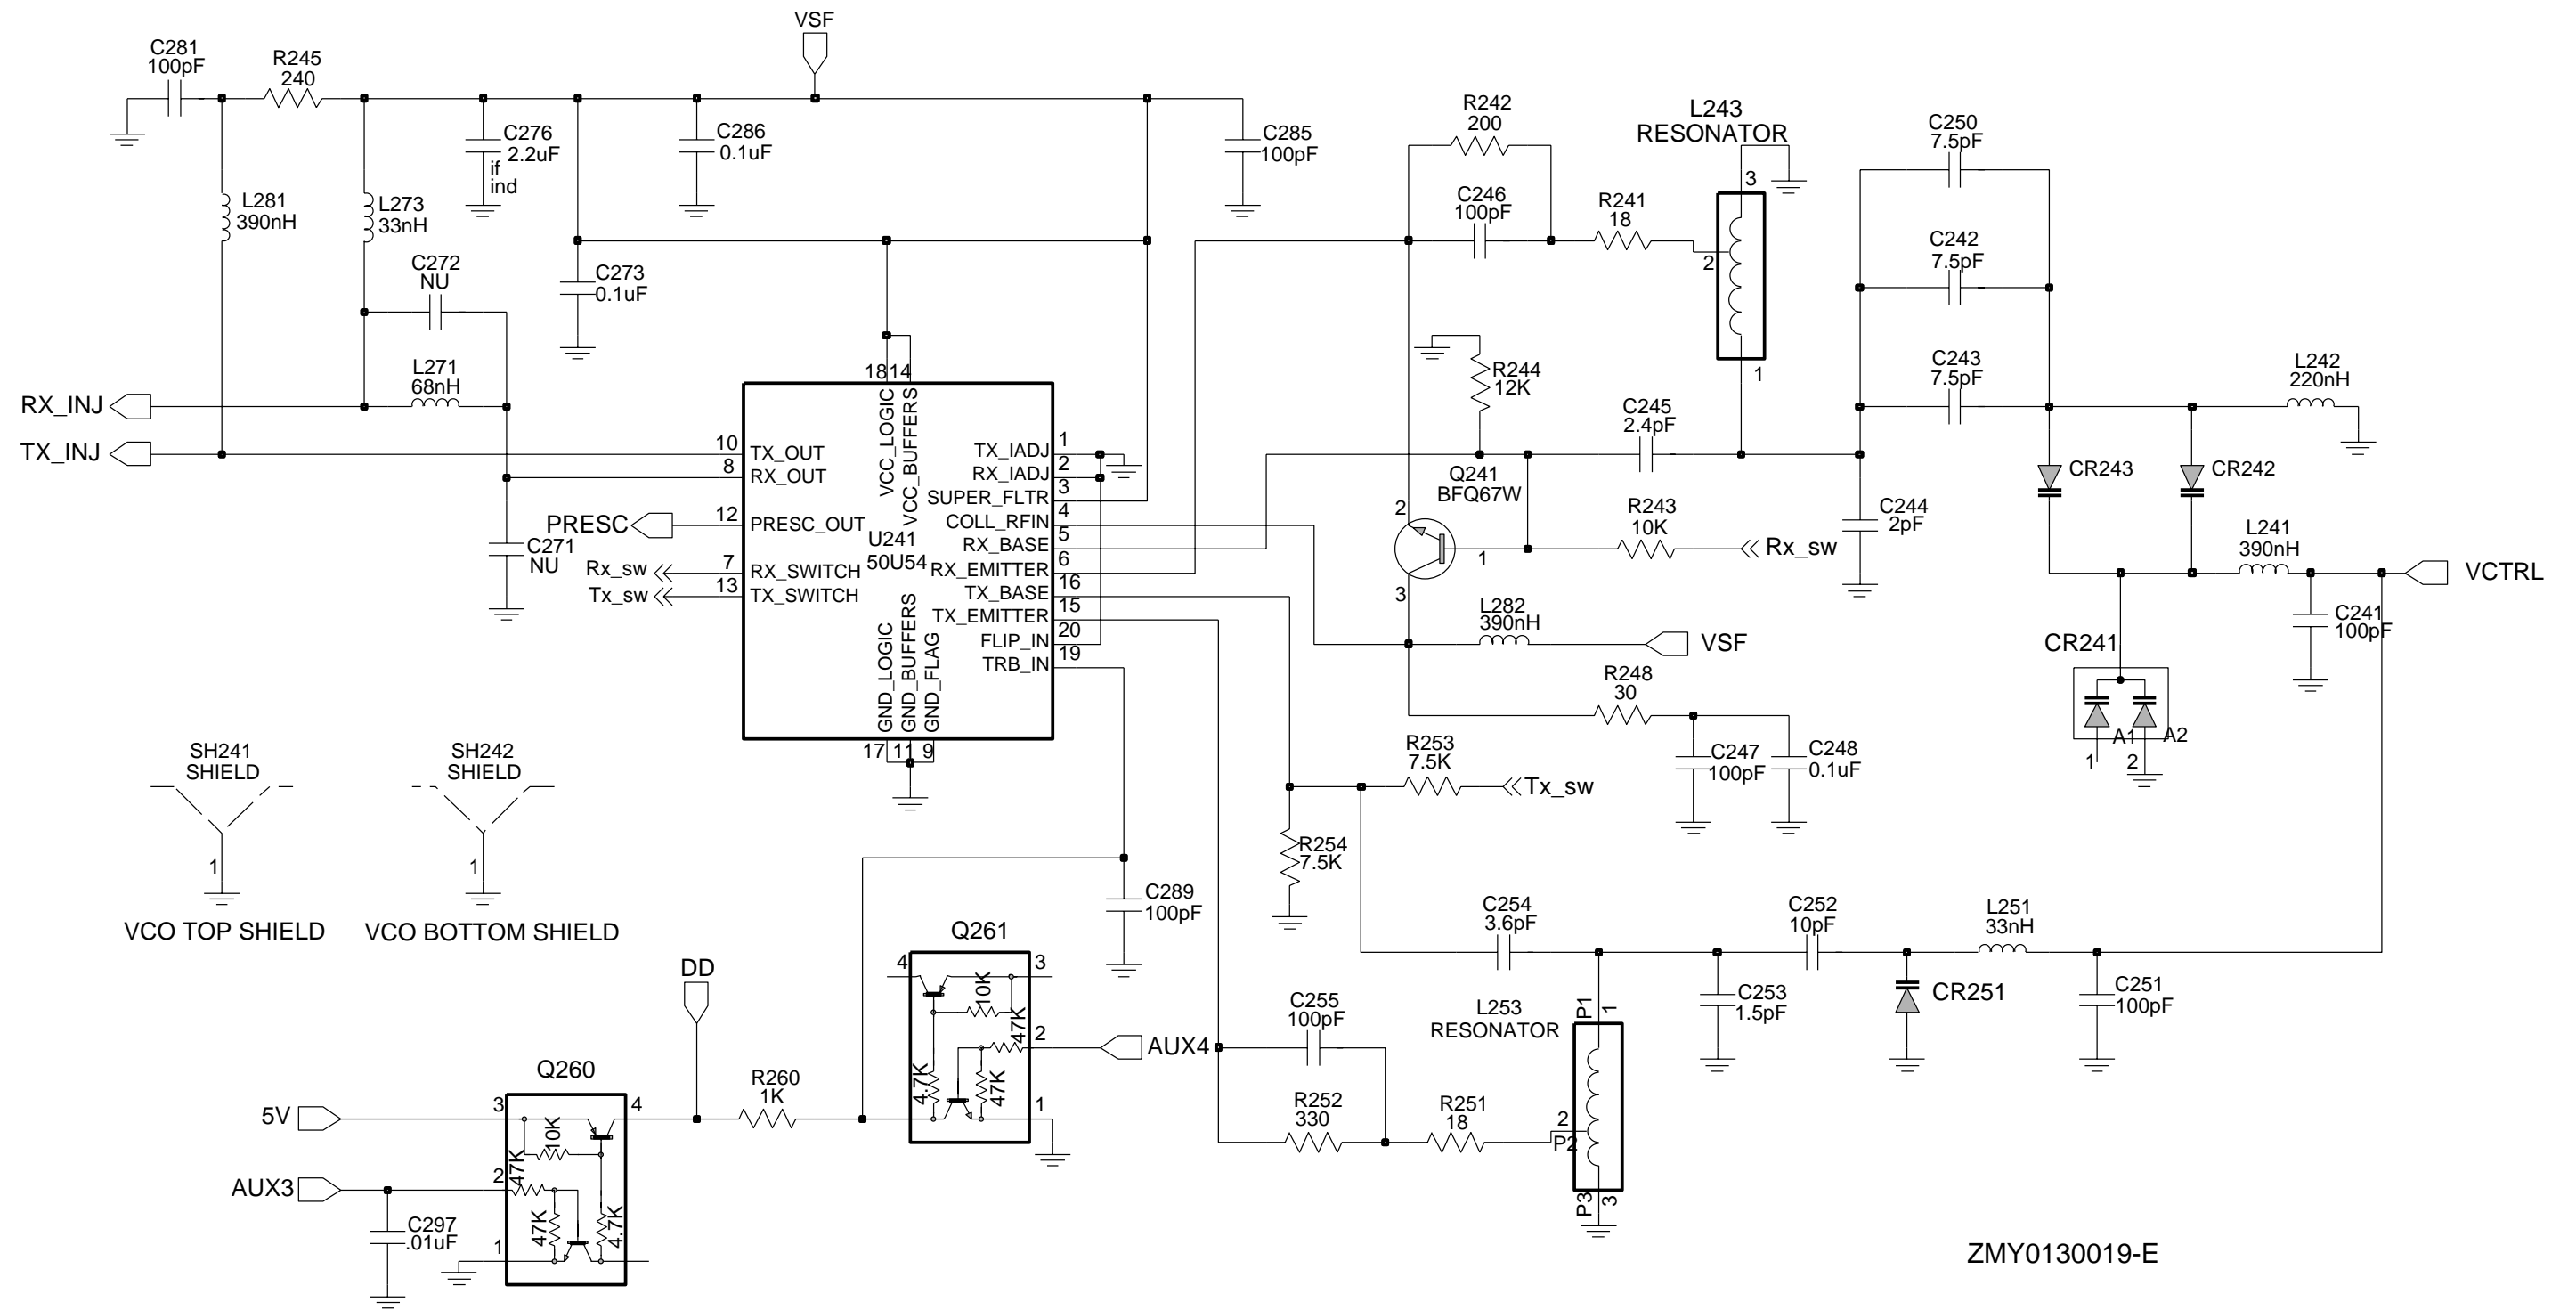 VSF
C281
100pF
R245
240
C276
2.2uF
if
ind
C286
0.1uF
C285
100pF
L281
390nH
L273
33nH
C272
NU
C273
0.1uF
L271
68nH
RX_INJ
TX_INJ
PRESC
Rx_sw
Tx_sw
C271
NU
10
8
12
7
13
18
14
VCC_LOGIC
VCC_BUFFERS
TX_OUT
RX_OUT
PRESC_OUT
RX_SWITCH
TX_SWITCH
U241
50U54
TX_IADJ
RX_IADJ
SUPER_FLTR
COLL_RFIN
RX_BASE
RX_EMITTER
TX_BASE
TX_EMITTER
FLIP_IN
TRB_IN
1
2
3
4
5
6
16
15
20
19
GND_LOGIC
GND_BUFFERS
GND_FLAG
17
11
9
R242
200
C246
100pF
R241
18
L243
RESONATOR
3
2
1
R244
12K
C245
2.4pF
Q241
BFQ67W
2
1
3
R243
10K
Rx_sw
L282
390nH
VSF
R248
30
C247
100pF
C248
0.1uF
C250
7.5pF
C242
7.5pF
C243
7.5pF
C244
2pF
L242
220nH
CR243
CR242
L241
390nH
VCTRL
C241
100pF
CR241
A1
A2
1
2
R253
7.5K
Tx_sw
R254
7.5K
SH241
SHIELD
1
VCO TOP SHIELD
SH242
SHIELD
1
VCO BOTTOM SHIELD
C289
100pF
C254
3.6pF
C252
10pF
L251
33nH
C253
1.5pF
CR251
C251
100pF
L253
RESONATOR
P1
1
2
P2
P3
3
C255
100pF
R252
330
R251
18
Q261
4
3
10K
47K
2
AUX4
4.7K
47K
1
DD
R260
1K
Q260
5V
3
4
10K
47K
AUX3
2
47K
4.7K
1
C297
.01uF
ZMY0130019-E